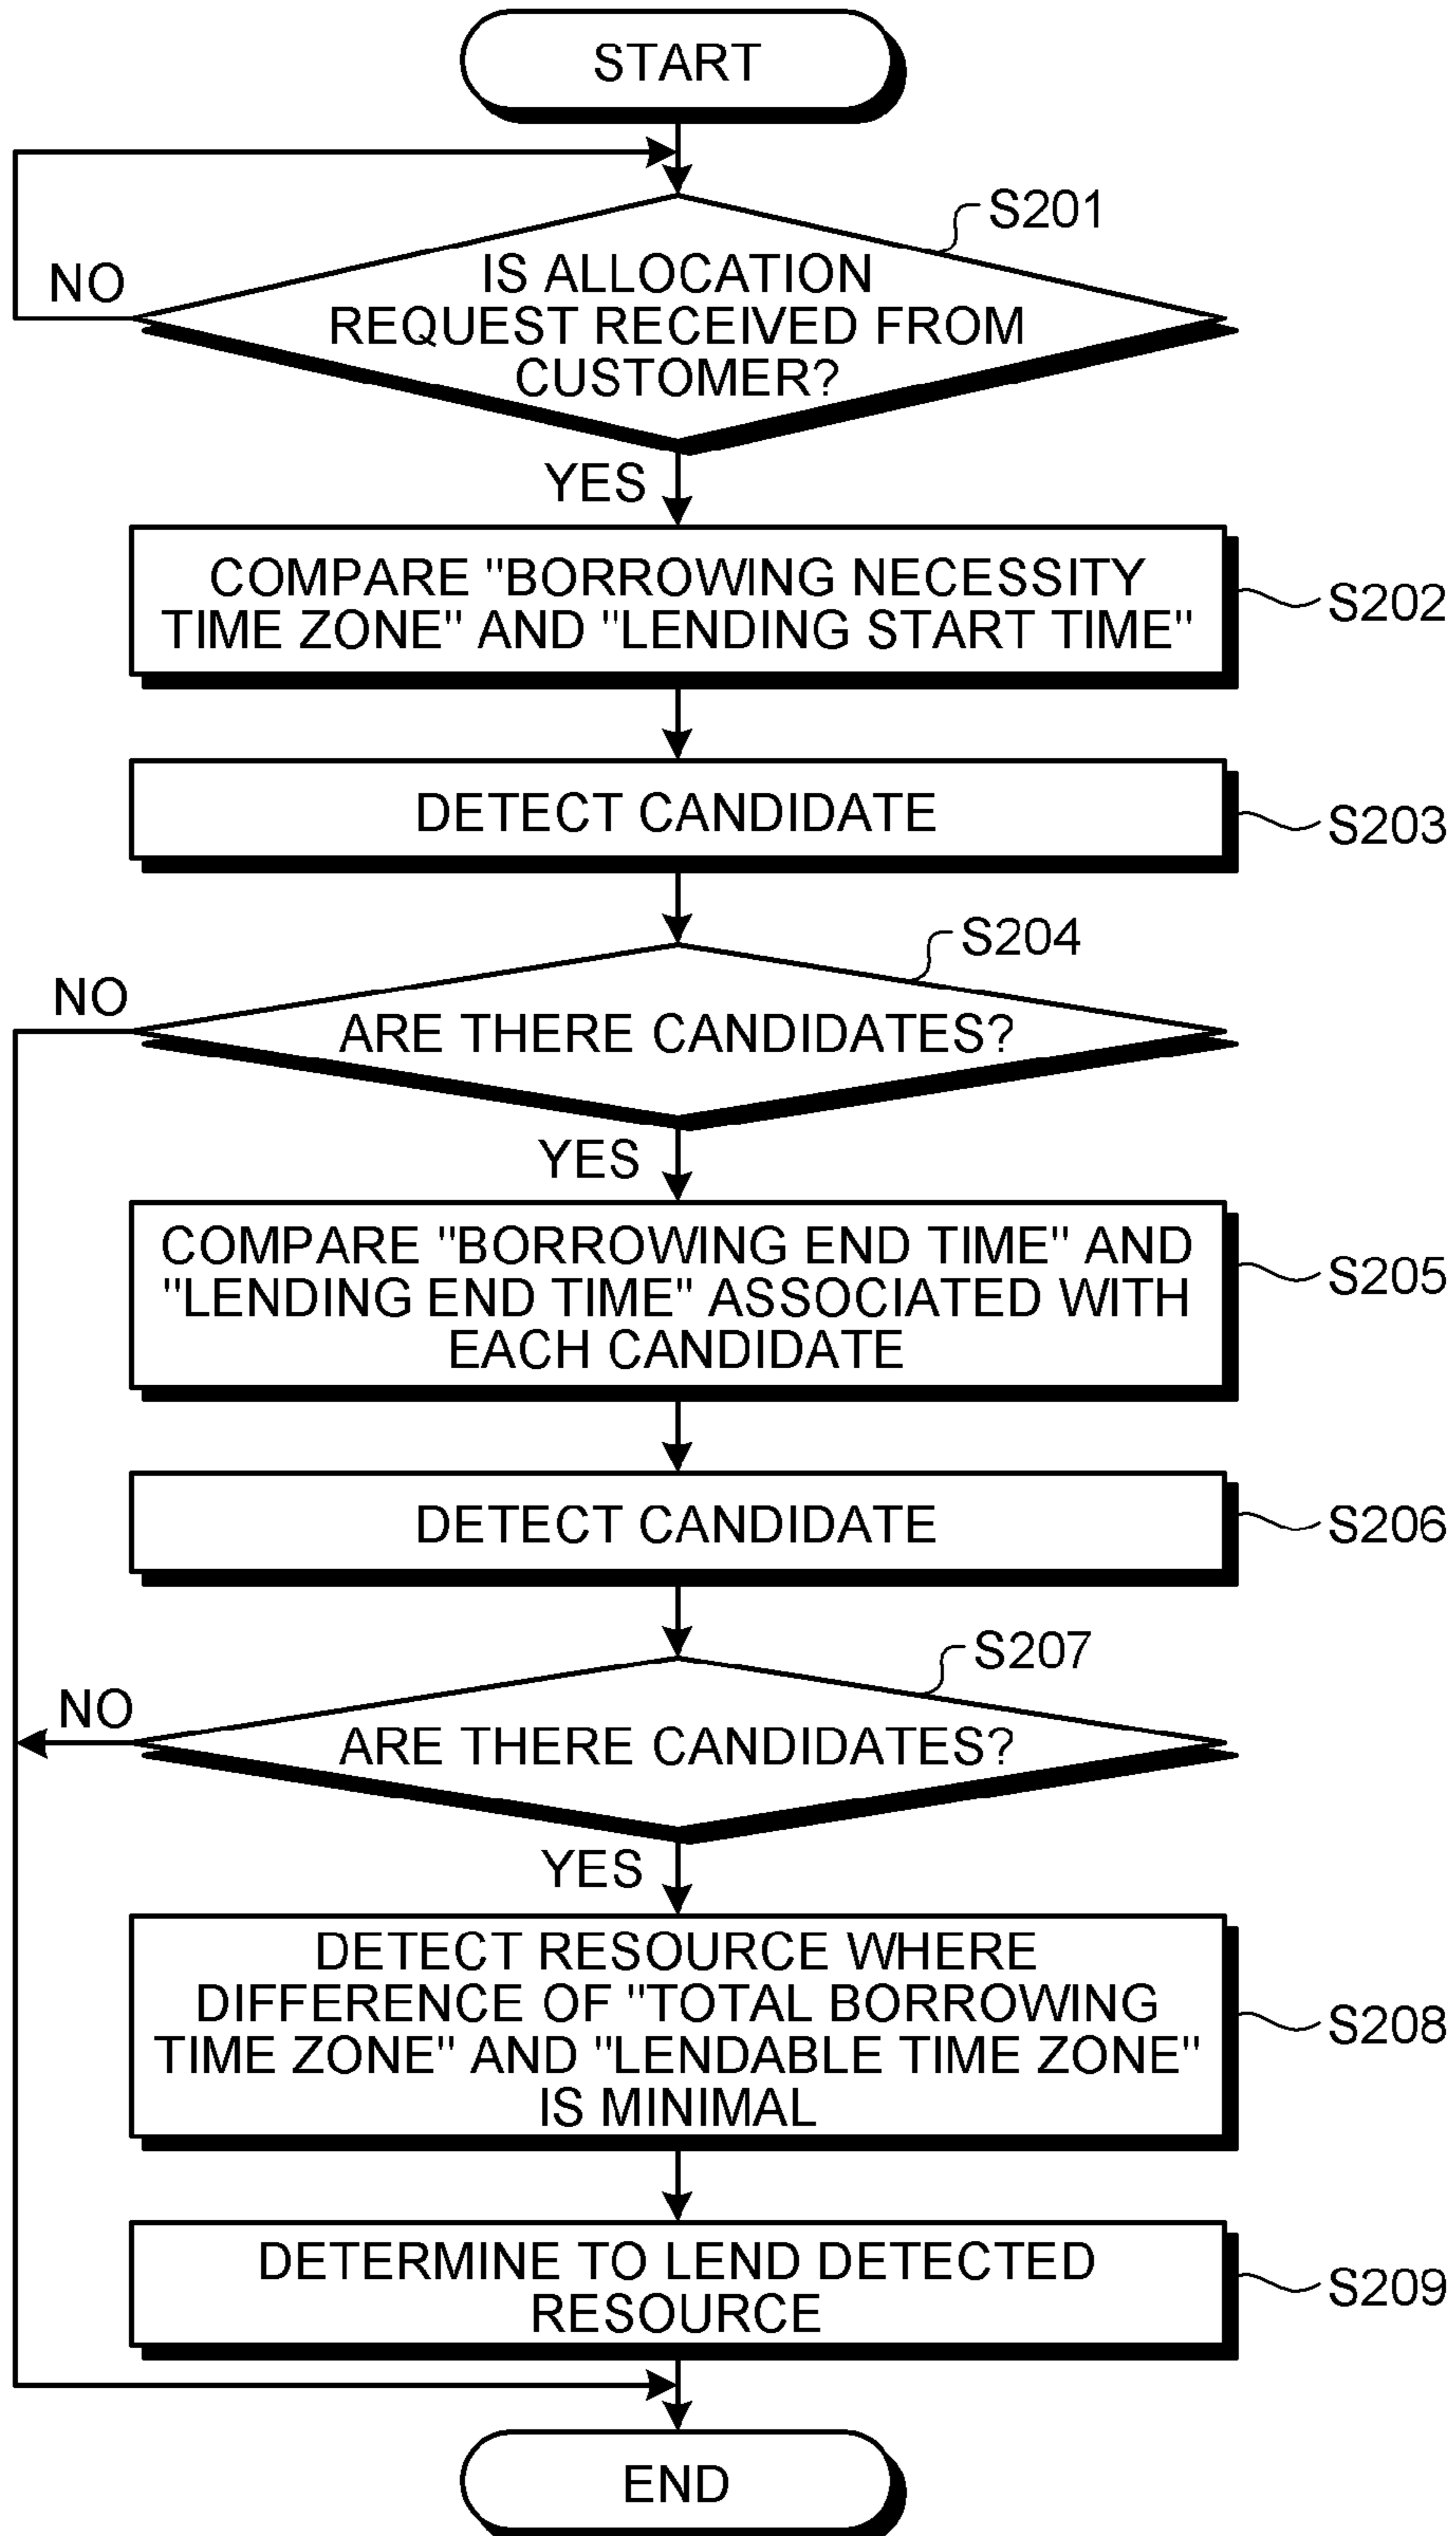 START
S201
NO
IS ALLOCATION
REQUEST RECEIVED FROM
CUSTOMER?
YES
COMPARE "BORROWING NECESSITY
TIME ZONE" AND "LENDING START TIME"
S202
DETECT CANDIDATE
S203
S204
NO
ARE THERE CANDIDATES?
YES
COMPARE "BORROWING END TIME" AND
"LENDING END TIME" ASSOCIATED WITH
EACH CANDIDATE
S205
DETECT CANDIDATE
S206
S207
NO
ARE THERE CANDIDATES?
YES
DETECT RESOURCE WHERE
DIFFERENCE OF "TOTAL BORROWING
TIME ZONE" AND "LENDABLE TIME ZONE"
IS MINIMAL
S208
DETERMINE TO LEND DETECTED
RESOURCE
S209
END